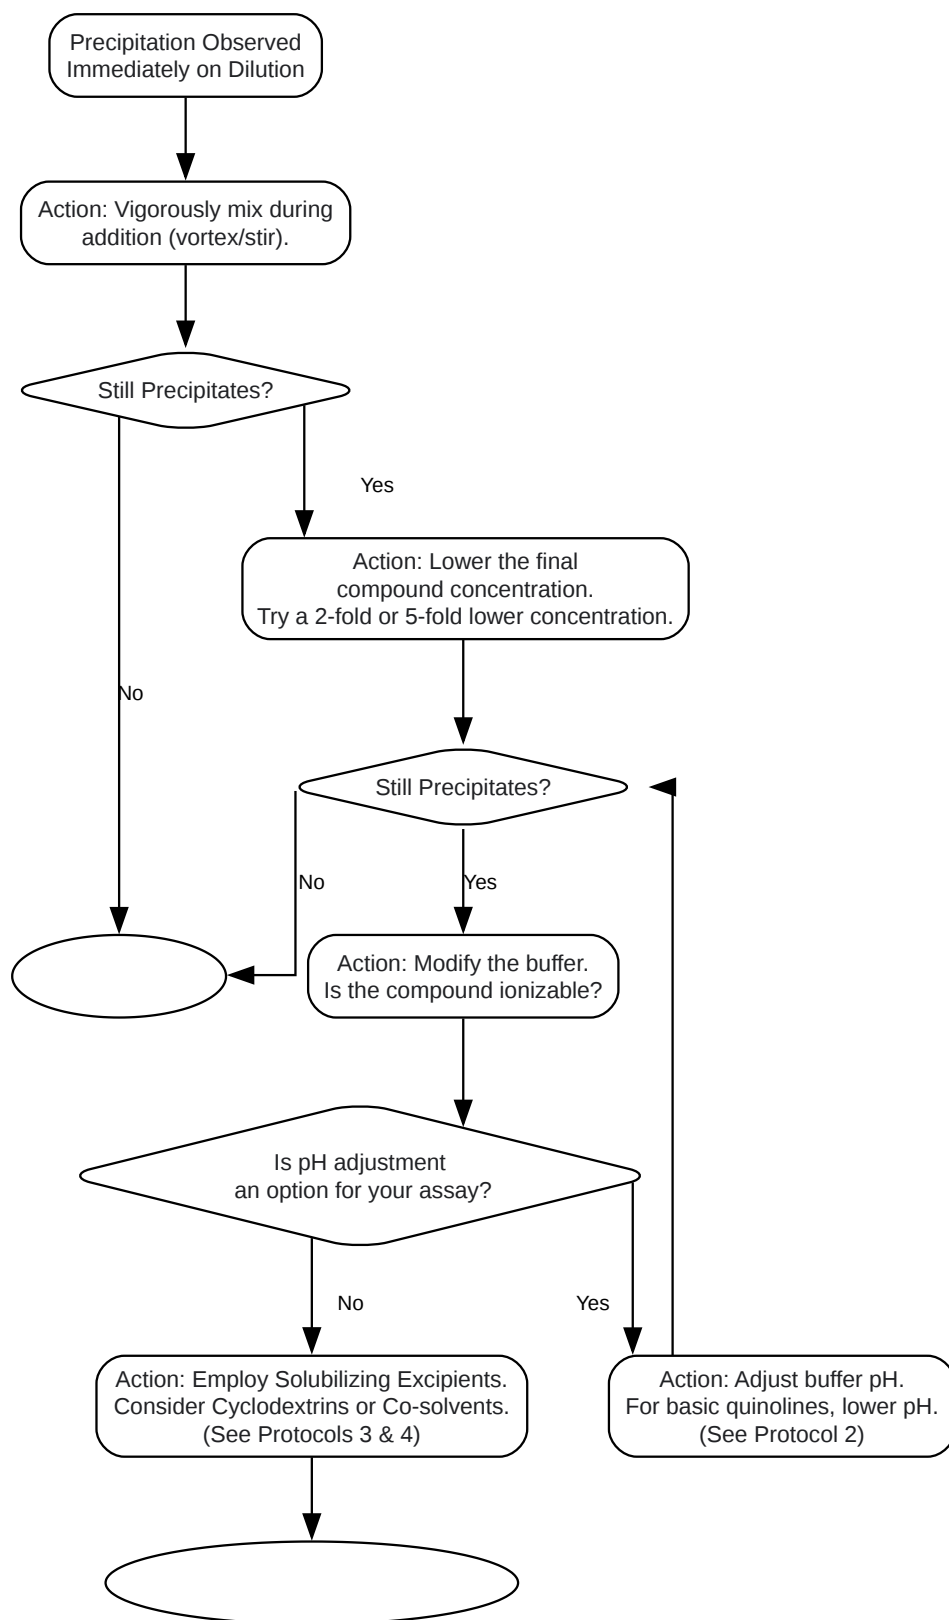 Precipitation Observed
Immediately on Dilution
Action: Vigorously mix during
addition (vortex/stir).
Still Precipitates?
Yes
Action: Lower the final
compound concentration.
Try a 2-fold or 5-fold lower concentration.
No
Still Precipitates?
No
Yes
Action: Modify the buffer.
Is the compound ionizable?
Is pH adjustment
an option for your assay?
No
Yes
Action: Employ Solubilizing Excipients.
Consider Cyclodextrins or Co-solvents.
(See Protocols 3 & 4)
Action: Adjust buffer pH.
For basic quinolines, lower pH.
(See Protocol 2)